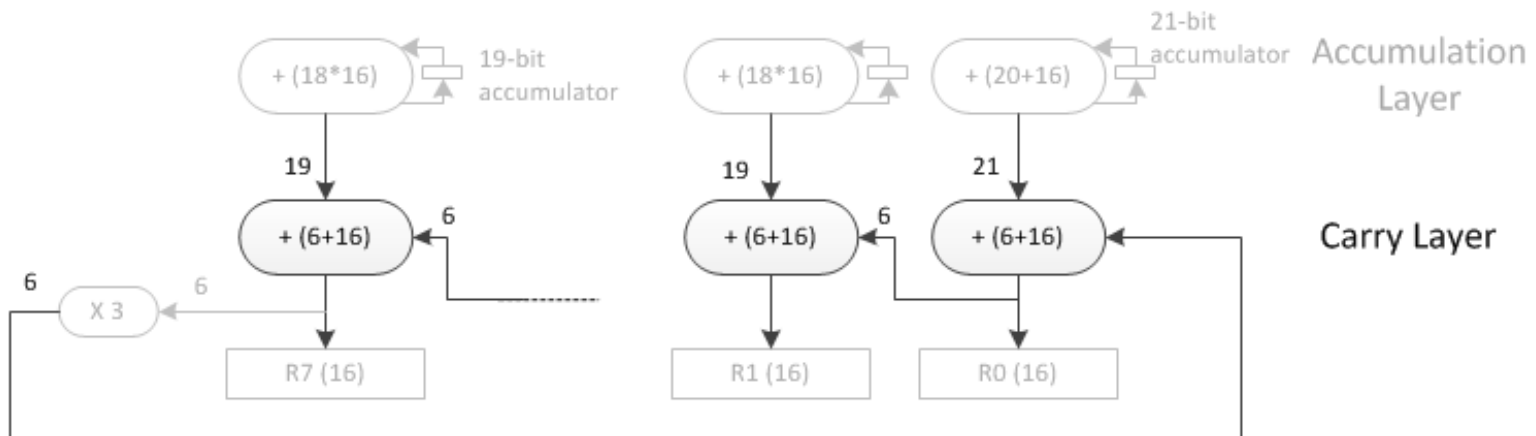 + (18*16)
19-bit
accumulator
+ (18*16)
+ (20+16)
21-bit
accumulator
Accumulation
Layer
19
19
21
+ (6+16)
6
+ (6+16)
6
+ (6+16)
Carry Layer
6
6
X 3
R7 (16)
R1 (16)
R0 (16)